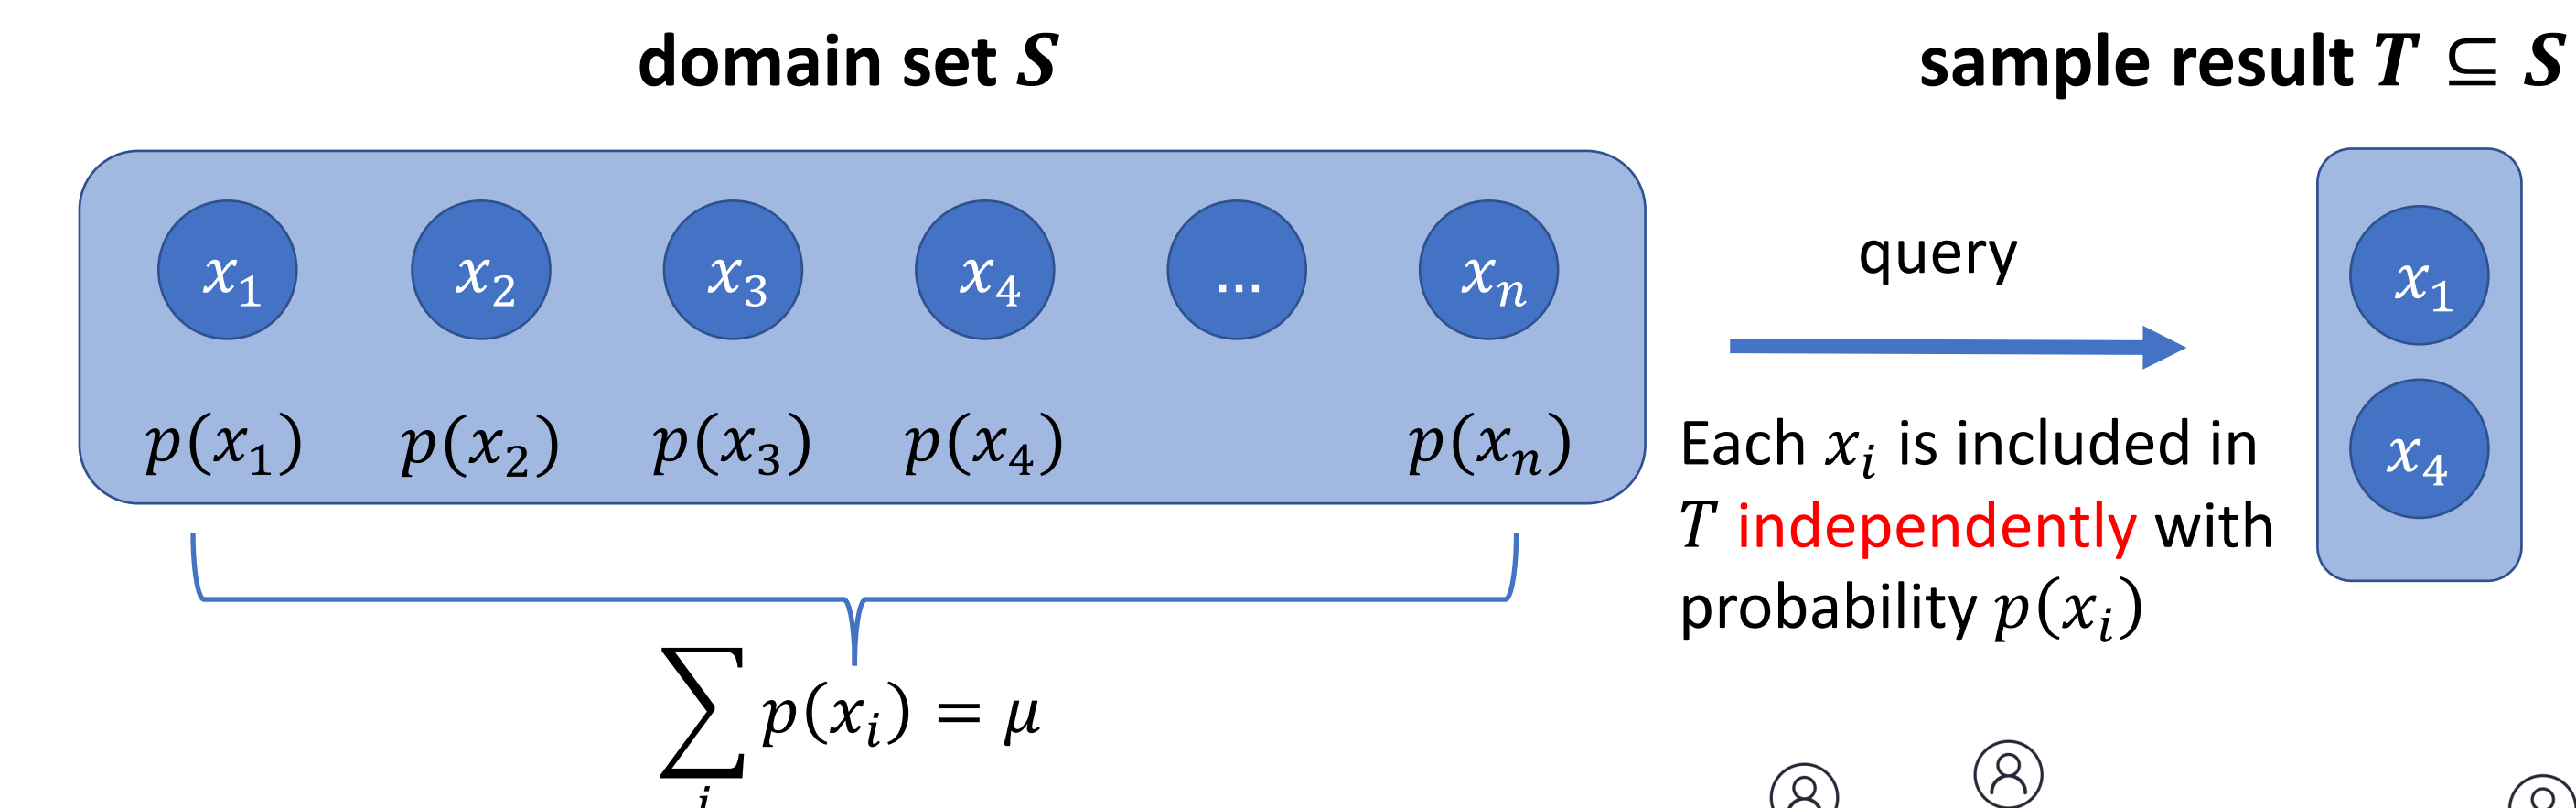 domain set S
sample result T ⊆ S
x₁ x₂ x₃ x₄ ... xₙ
p(x₁) p(x₂) p(x₃) p(x₄) p(xₙ)
∑ᵢ p(xᵢ) = μ
query
Each xᵢ is included in
T independently with
probability p(xᵢ)
x₁
x₄